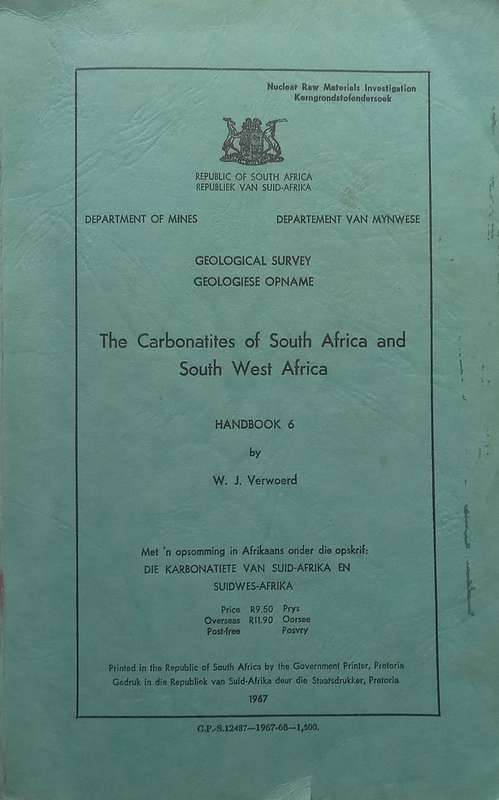 Nuclear Raw Materials Investigation
Kerngrondstofondersoek
REPUBLIC OF SOUTH AFRICA
REPUBLIEK VAN SUID-AFRIKA
DEPARTMENT OF MINES DEPARTEMENT VAN MYNWESE
GEOLOGICAL SURVEY
GEOLOGIESE OPNAME
The Carbonatites of South Africa and
South West Africa
HANDBOOK 6
by
W. J. Verwoerd
Met 'n opsomming in Afrikaans onder die opskrif:
DIE KARBONATIETE VAN SUID-AFRIKA EN
SUIDWES-AFRIKA
Price R9.50 Prys
Overseas R11.90 Oorsee
Post-free Posvry
Printed in the Republic of South Africa by the Government Printer, Pretoria
Gedruk in die Republiek van Suid-Afrika deur die Staatsdrukker, Pretoria
1967
G.P.-S.12487—1967-68—1,500.